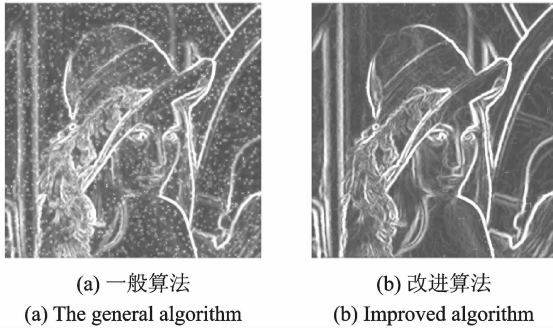 (a) 一般算法
(b) 改进算法
(a) The general algorithm
(b) Improved algorithm